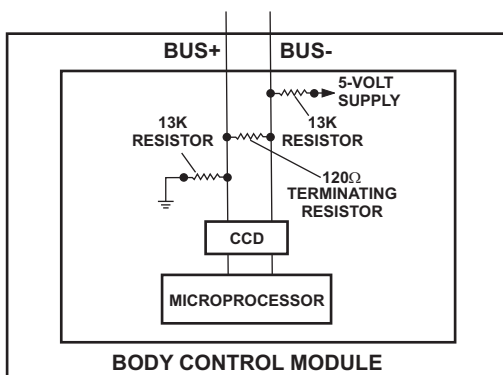 BUS+
BUS-
5-VOLT
SUPPLY
13K
RESISTOR
13K
RESISTOR
120Ω
TERMINATING
RESISTOR
CCD
MICROPROCESSOR
BODY CONTROL MODULE